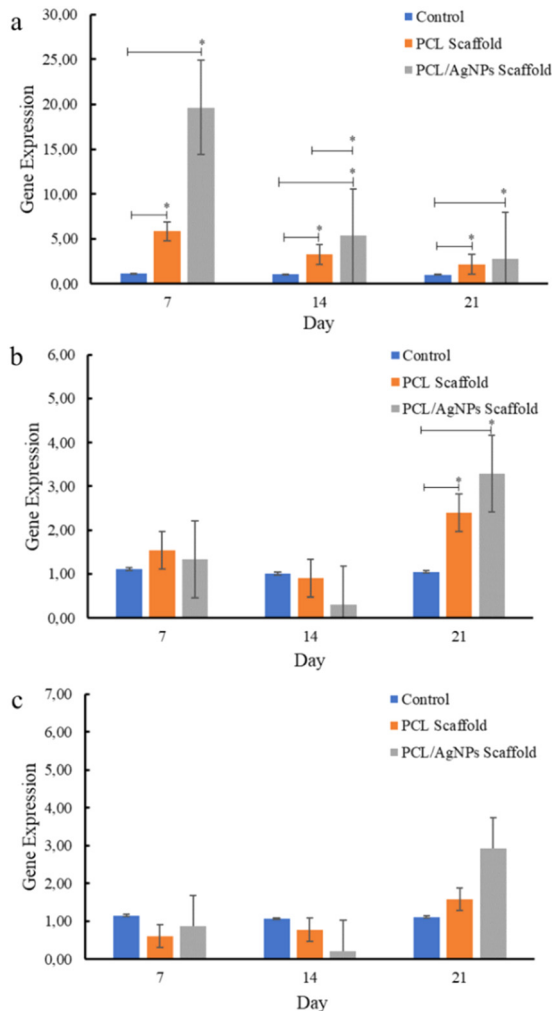 a
30,00
25,00
20,00
15,00
10,00
5,00
0,00
Gene Expression
Control
PCL Scaffold
PCL/AgNPs Scaffold
*
*
*
*
*
*
*
7
14
21
Day
b
6,00
5,00
4,00
3,00
2,00
1,00
0,00
Gene Expression
Control
PCL Scaffold
PCL/AgNPs Scaffold
*
*
7
14
21
Day
c
7,00
6,00
5,00
4,00
3,00
2,00
1,00
0,00
Gene Expression
Control
PCL Scaffold
PCL/AgNPs Scaffold
7
14
21
Day